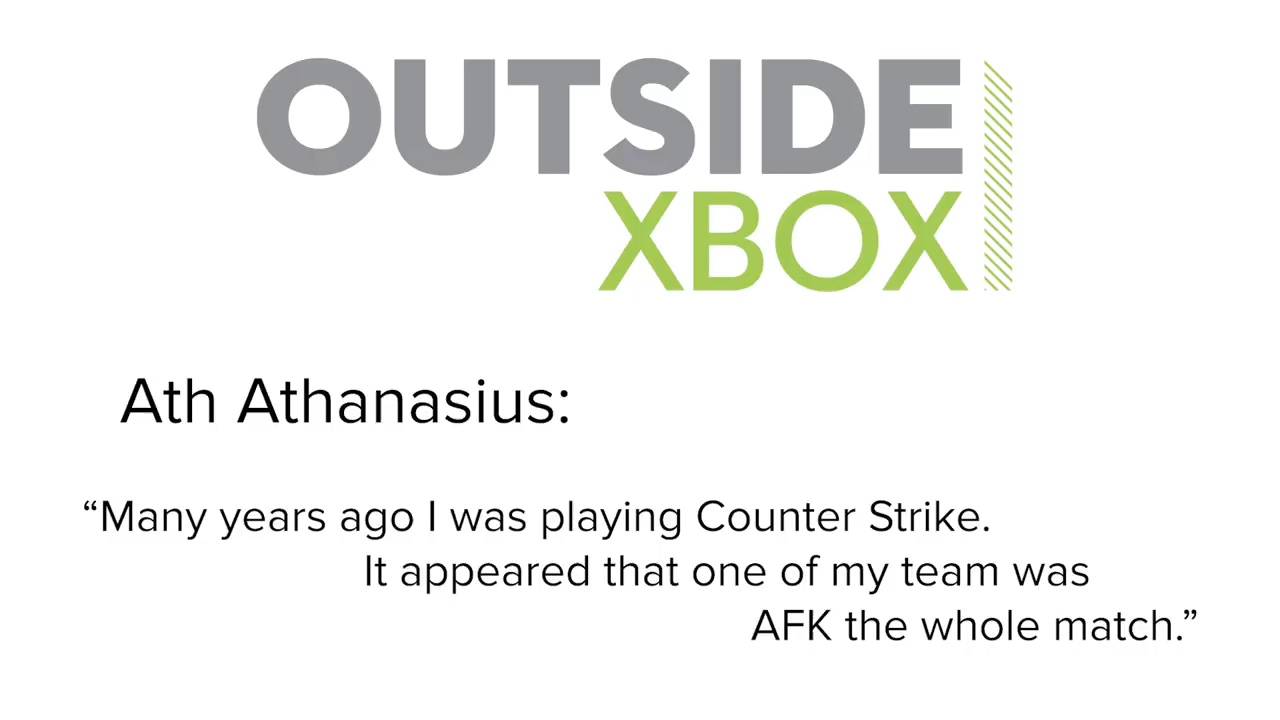 OUTSIDE
XBOX
Ath Athanasius:
“Many years ago I was playing Counter Strike.
It appeared that one of my team was
AFK the whole match.”